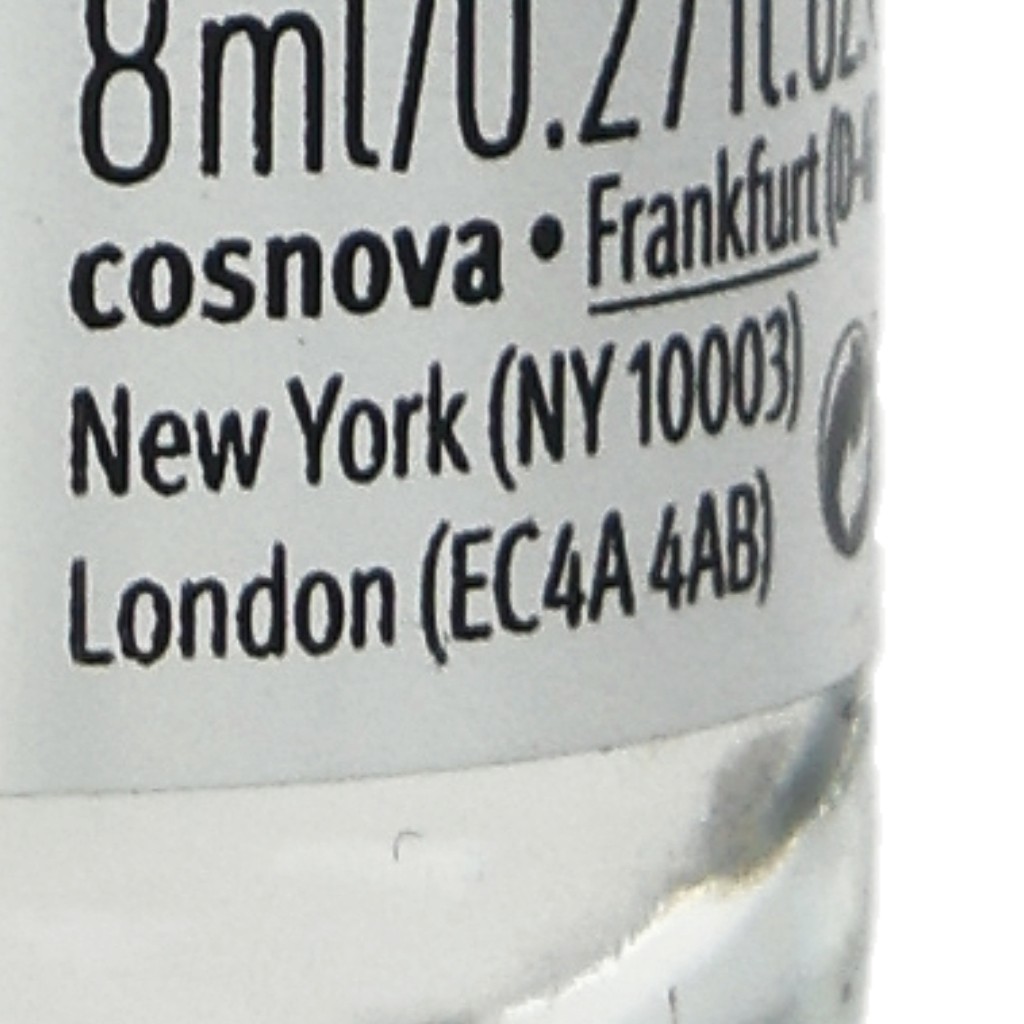 8ml/0.27fl.oz
cosnova • Frankfurt (D-
New York (NY 10003)
London (EC4A 4AB)